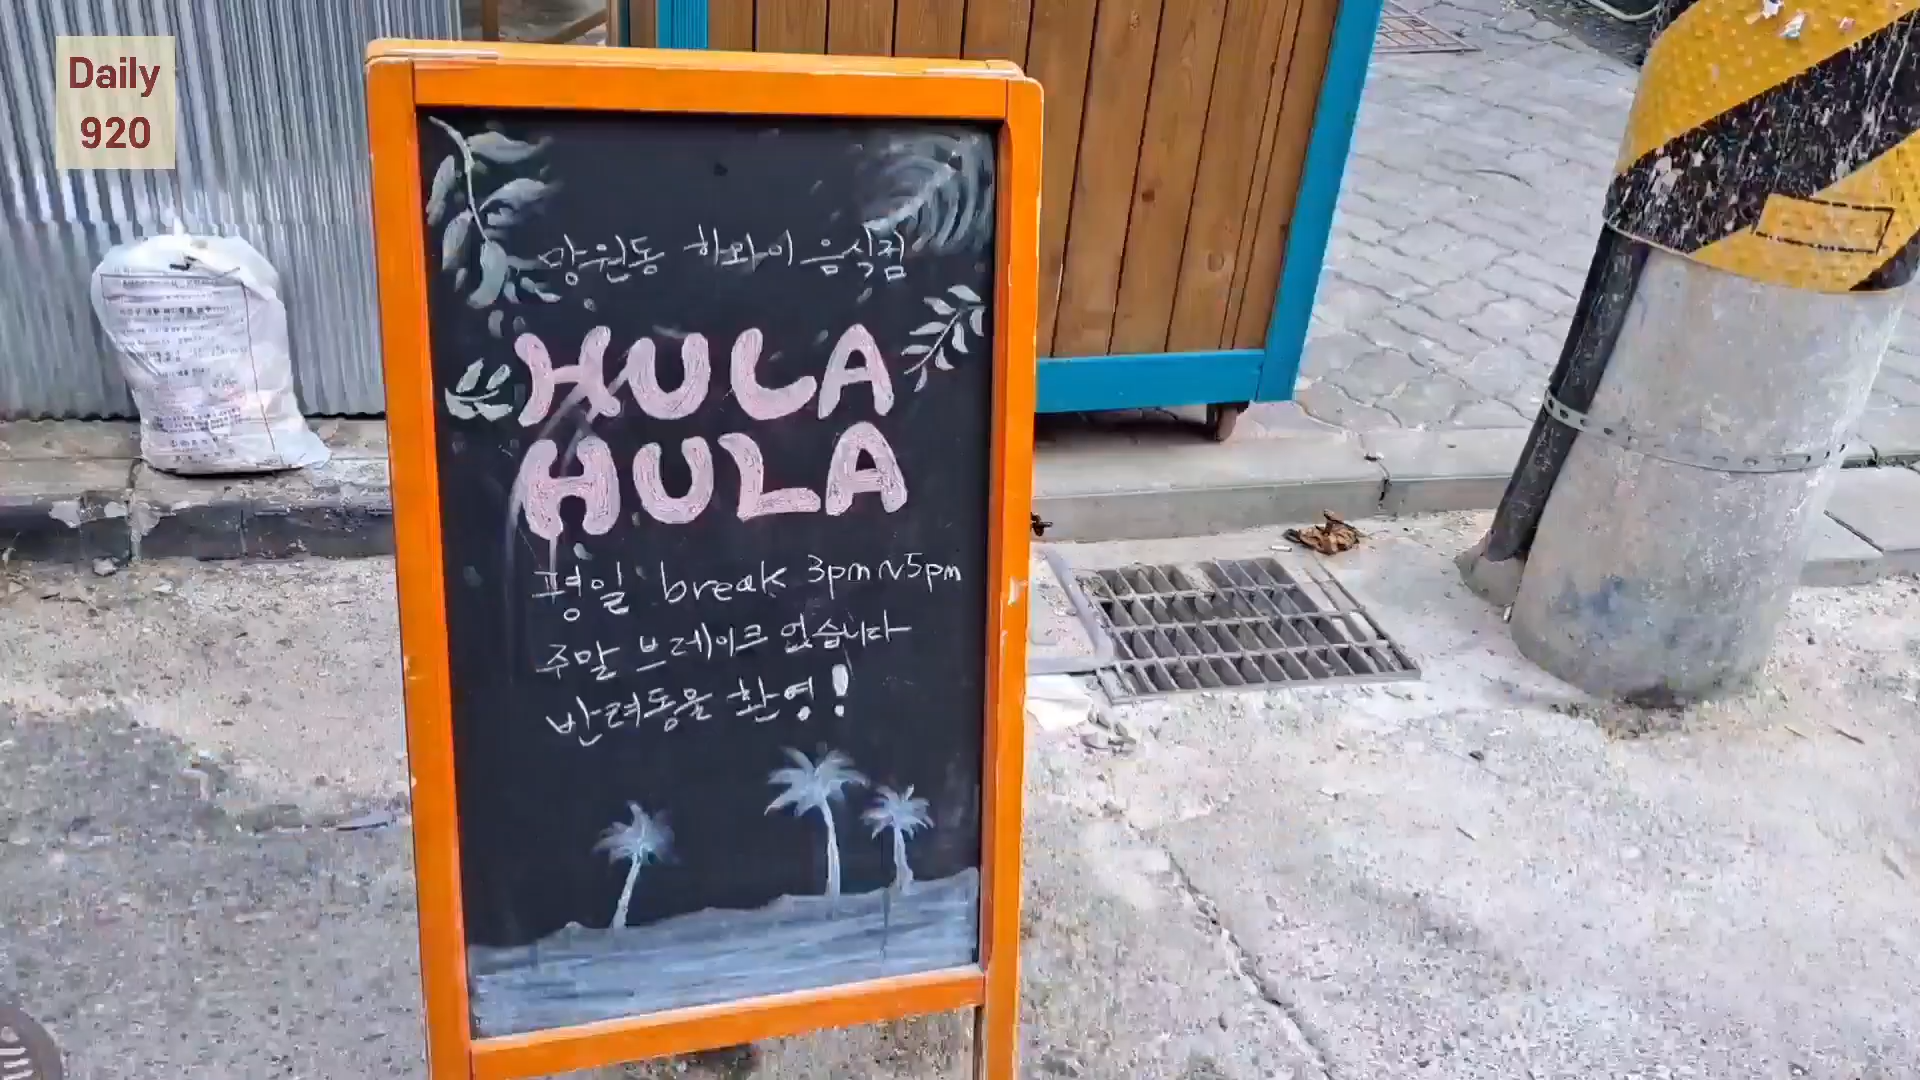 Daily
920
망원동 하와이 음식점
HULA
HULA
평일 break 3pm~5pm
주말 브레이크 없습니다
반려동물 환영!